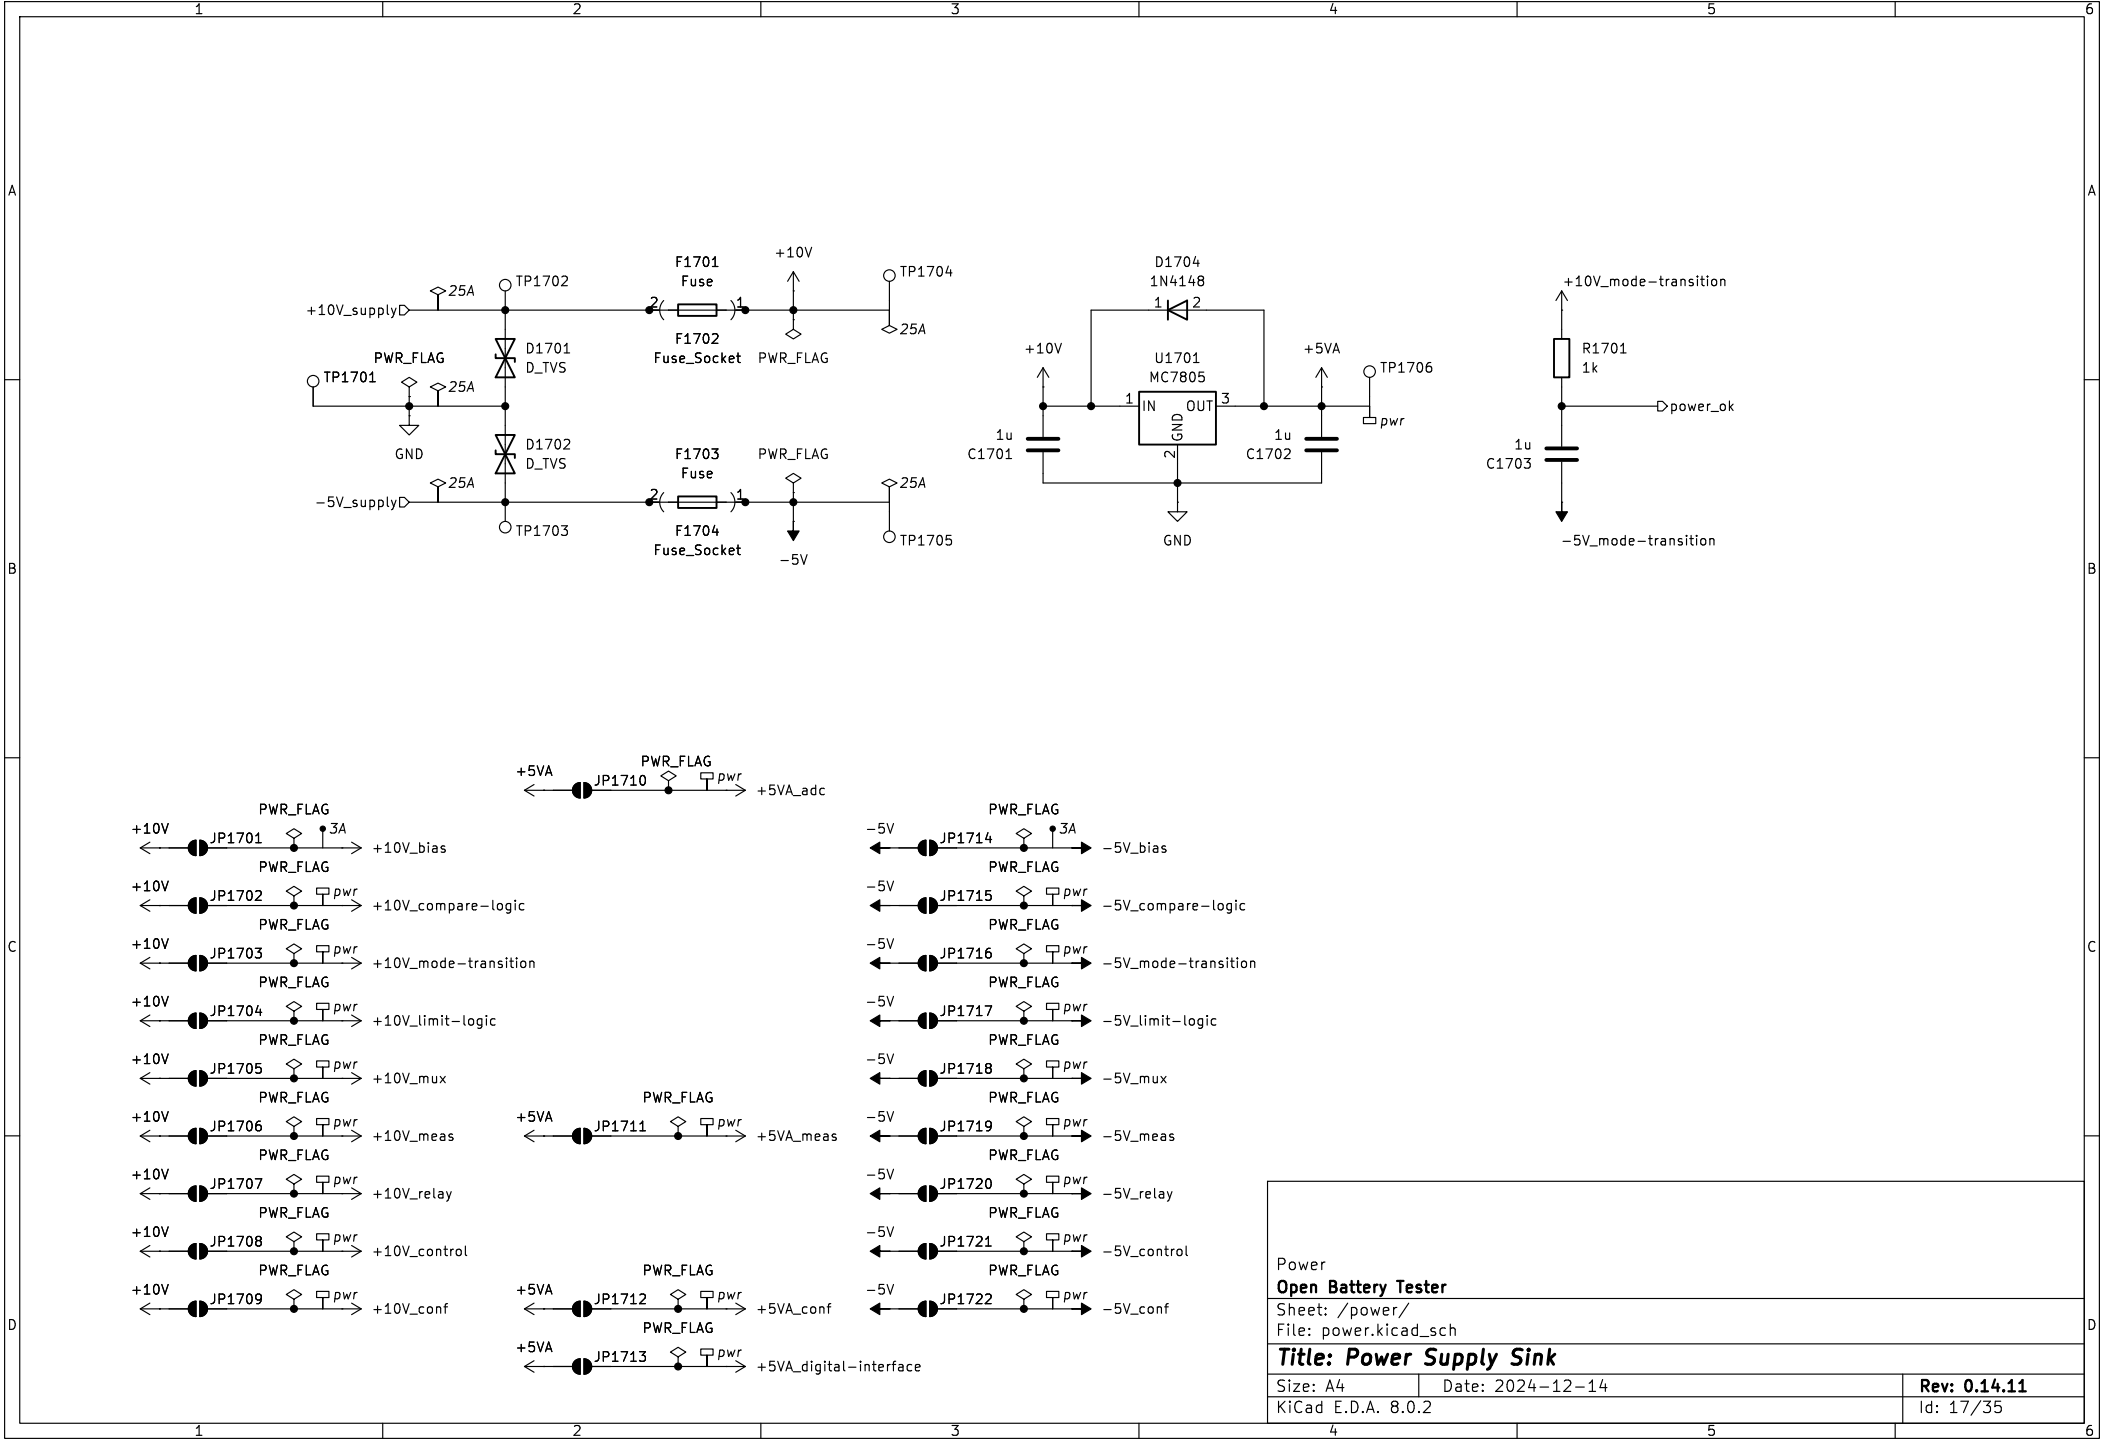 1 2 3 4 5 6
A A
B B
C C
D D
+10V_supply
25A
TP1702
F1701
Fuse
2 1
F1702
Fuse_Socket
+10V
PWR_FLAG
TP1704
25A
PWR_FLAG
TP1701
25A
GND
D1701
D_TVS
D1702
D_TVS
-5V_supply
25A
TP1703
F1703
Fuse
2 1
F1704
Fuse_Socket
PWR_FLAG
-5V
25A
TP1705
D1704
1N4148
1 2
+10V
U1701
MC7805
1 IN OUT 3
GND
2
1u
C1701
+5VA
TP1706
pwr
1u
C1702
GND
+10V_mode-transition
R1701
1k
power_ok
1u
C1703
-5V_mode-transition
PWR_FLAG
+5VA JP1710 pwr +5VA_adc
PWR_FLAG
+10V JP1701 3A +10V_bias
PWR_FLAG
+10V JP1702 pwr +10V_compare-logic
PWR_FLAG
+10V JP1703 pwr +10V_mode-transition
PWR_FLAG
+10V JP1704 pwr +10V_limit-logic
PWR_FLAG
+10V JP1705 pwr +10V_mux
PWR_FLAG
+10V JP1706 pwr +10V_meas
PWR_FLAG
+10V JP1707 pwr +10V_relay
PWR_FLAG
+10V JP1708 pwr +10V_control
PWR_FLAG
+10V JP1709 pwr +10V_conf
PWR_FLAG
+5VA JP1711 pwr +5VA_meas
PWR_FLAG
+5VA JP1712 pwr +5VA_conf
PWR_FLAG
+5VA JP1713 pwr +5VA_digital-interface
PWR_FLAG
-5V JP1714 3A -5V_bias
PWR_FLAG
-5V JP1715 pwr -5V_compare-logic
PWR_FLAG
-5V JP1716 pwr -5V_mode-transition
PWR_FLAG
-5V JP1717 pwr -5V_limit-logic
PWR_FLAG
-5V JP1718 pwr -5V_mux
PWR_FLAG
-5V JP1719 pwr -5V_meas
PWR_FLAG
-5V JP1720 pwr -5V_relay
PWR_FLAG
-5V JP1721 pwr -5V_control
PWR_FLAG
-5V JP1722 pwr -5V_conf
Power
Open Battery Tester
Sheet: /power/
File: power.kicad_sch
Title: Power Supply Sink
Size: A4 Date: 2024-12-14 Rev: 0.14.11
KiCad E.D.A. 8.0.2 Id: 17/35
1 2 3 4 5 6